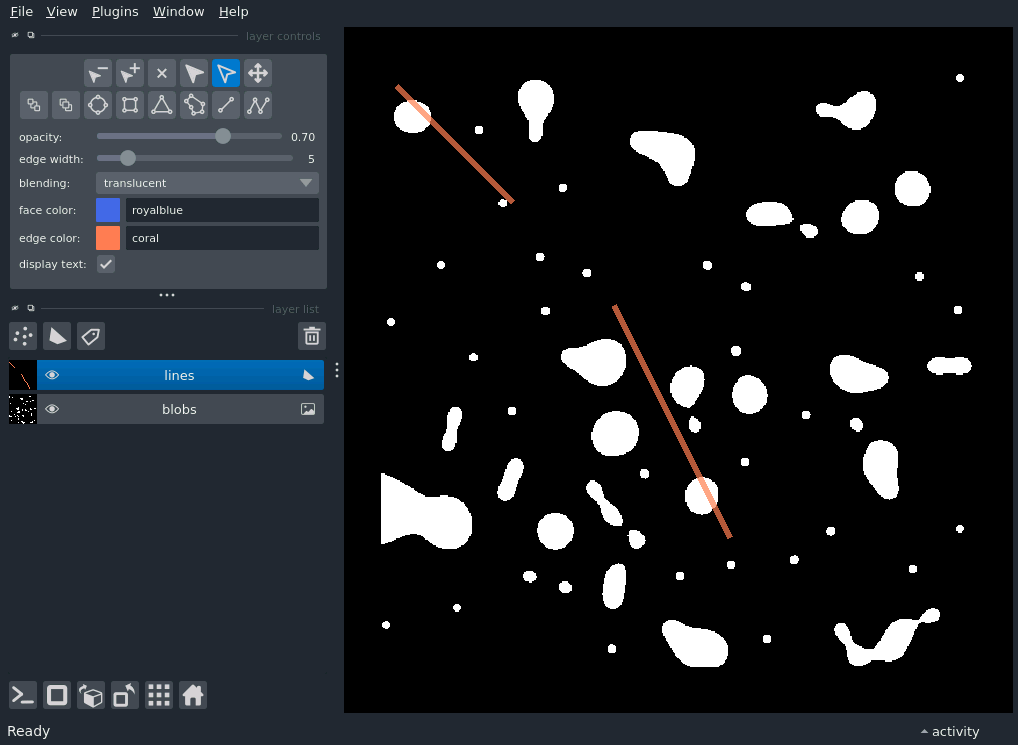 File View Plugins Window Help
layer controls
opacity: 0.70
edge width: 5
blending: translucent
face color: royalblue
edge color: coral
display text:
layer list
lines
blobs
Ready
activity